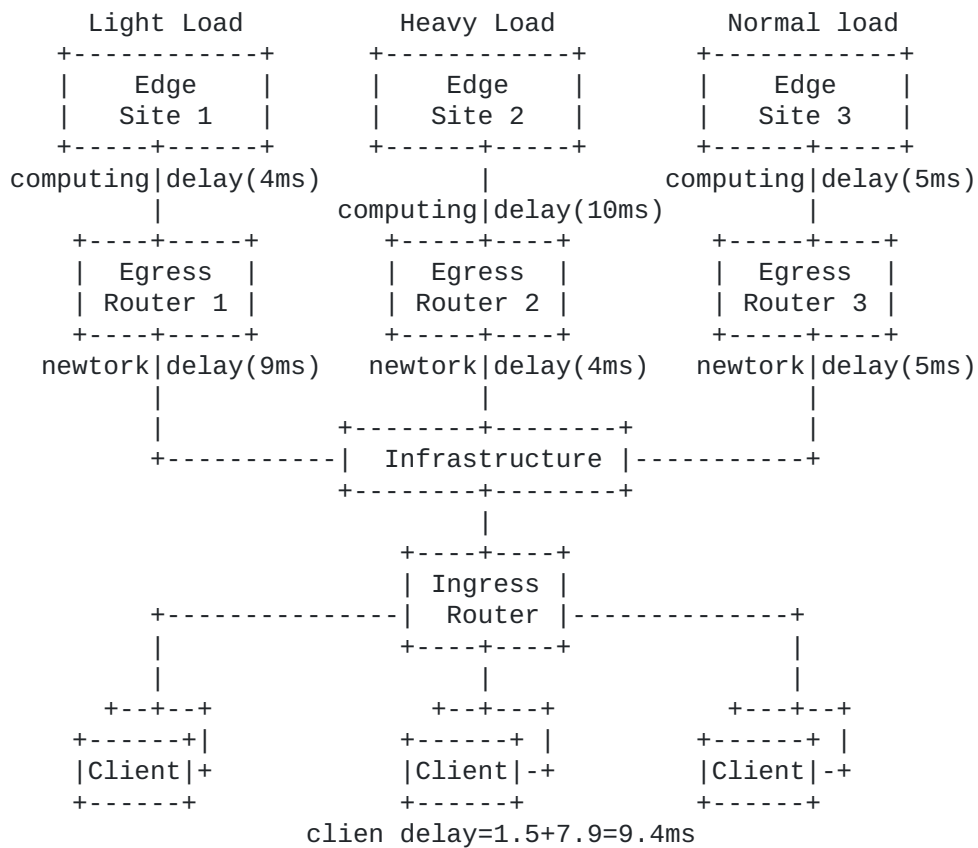 Light Load Heavy Load Normal load
+------------+ +------------+ +------------+
| Edge | | Edge | | Edge |
| Site 1 | | Site 2 | | Site 3 |
+-----+------+ +------+-----+ +------+-----+
computing|delay(4ms) | computing|delay(5ms)
| computing|delay(10ms) |
+----+-----+ +-----+----+ +-----+----+
| Egress | | Egress | | Egress |
| Router 1 | | Router 2 | | Router 3 |
+----+-----+ +-----+----+ +-----+----+
newtork|delay(9ms) newtork|delay(4ms) newtork|delay(5ms)
| | |
| +--------+--------+ |
+-----------| Infrastructure |-----------+
+--------+--------+
|
+----+----+
| Ingress |
+---------------| Router |--------------+
| +----+----+ |
| | |
+--+--+ +--+---+ +---+--+
+------+| +------+ | +------+ |
|Client|+ |Client|-+ |Client|-+
+------+ +------+ +------+
clien delay=1.5+7.9=9.4ms